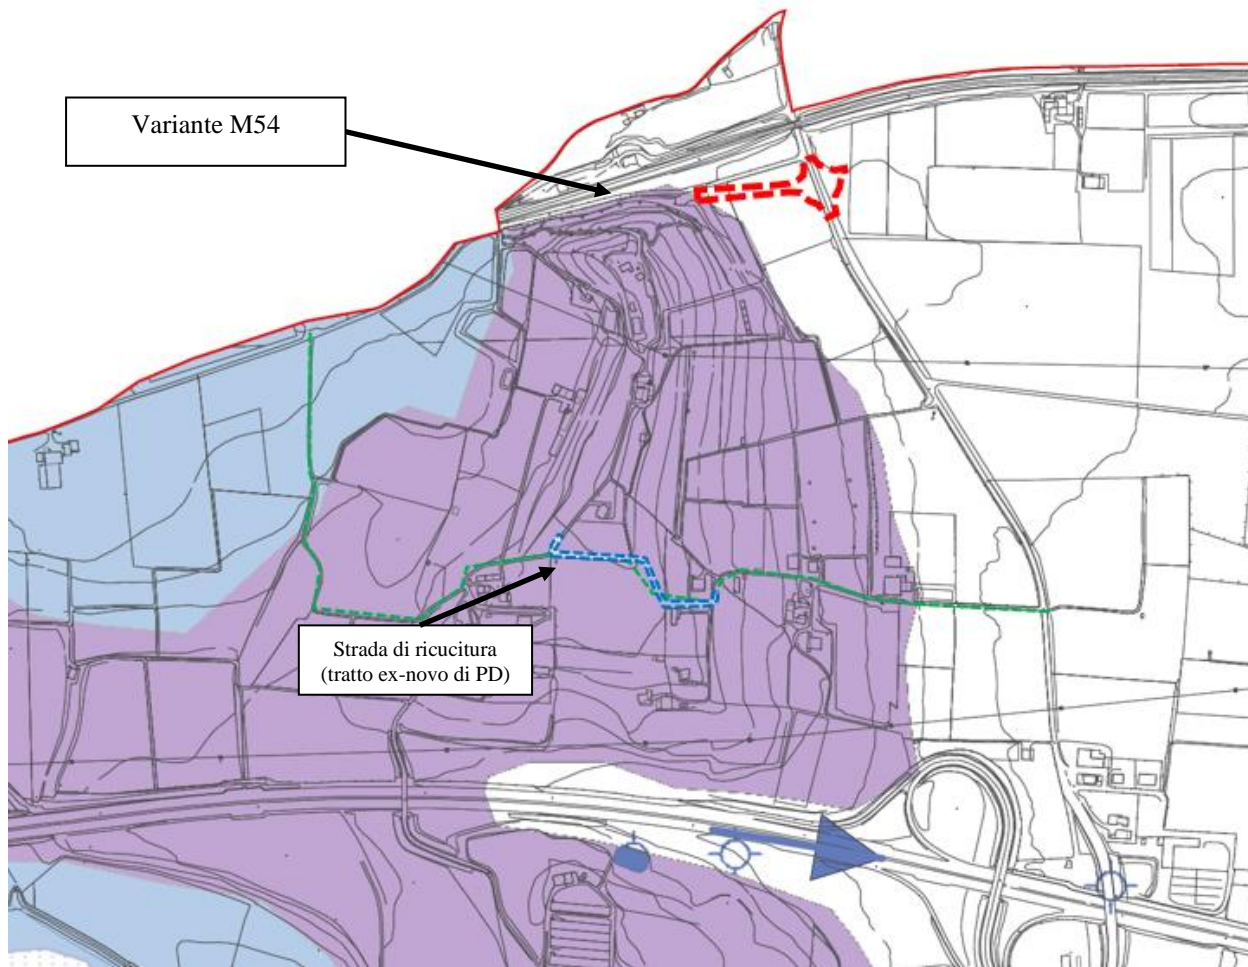 Variante M54
Strada di ricucitura
(tratto ex-novo di PD)